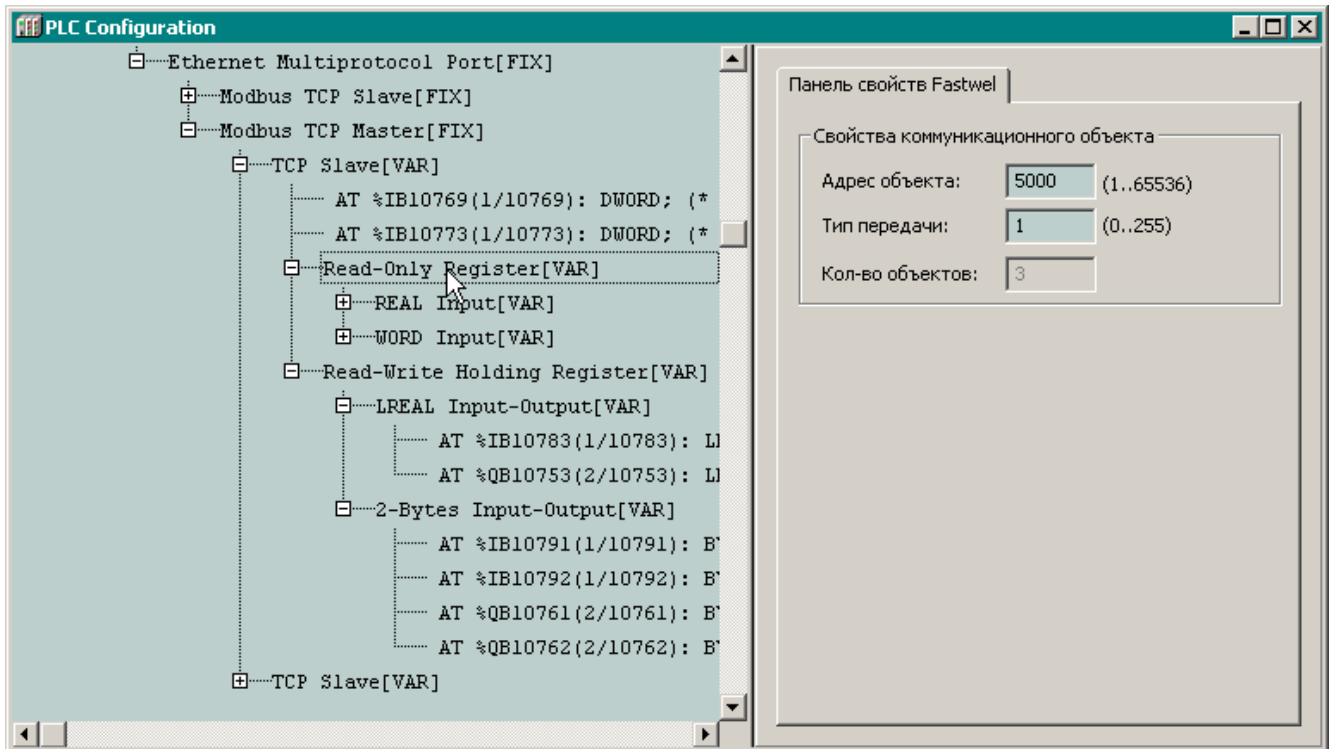 PLC Configuration
Ethernet Multiprotocol Port[FIX]
Modbus TCP Slave[FIX]
Modbus TCP Master[FIX]
TCP Slave[VAR]
AT %IB10769(1/10769): DWORD; (*
AT %IB10773(1/10773): DWORD; (*
Read-Only Register[VAR]
REAL Input[VAR]
WORD Input[VAR]
Read-Write Holding Register[VAR]
LREAL Input-Output[VAR]
AT %IB10783(1/10783):
AT %QB10753(2/10753):
2-Bytes Input-Output[VAR]
AT %IB10791(1/10791):
AT %IB10792(1/10792):
AT %QB10761(2/10761):
AT %QB10762(2/10762):
TCP Slave[VAR]
Панель свойств Fastwel
Свойства коммуникационного объекта
Адрес объекта: 5000 (1..65536)
Тип передачи: 1 (0..255)
Кол-во объектов: 3